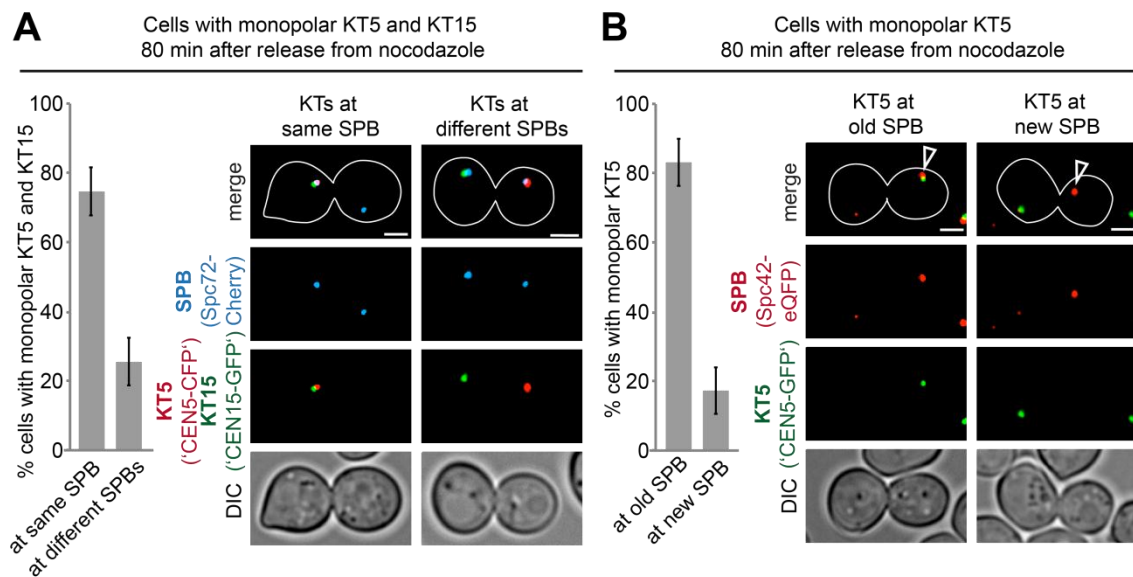 A
Cells with monopolar KT5 and KT15
80 min after release from nocodazole
% cells with monopolar KT5 and KT15
100
80
60
40
20
0
at same SPB
at different SPBs
KTs at
same SPB
KTs at
different SPBs
merge
SPB
(Spc72-
Cherry)
KT5
('CEN5-CFP')
KT15
('CEN15-GFP')
DIC
B
Cells with monopolar KT5
80 min after release from nocodazole
% cells with monopolar KT5
100
80
60
40
20
0
at old SPB
at new SPB
KT5 at
old SPB
KT5 at
new SPB
merge
SPB
(Spc42-
eQFP)
KT5
('CEN5-GFP')
DIC